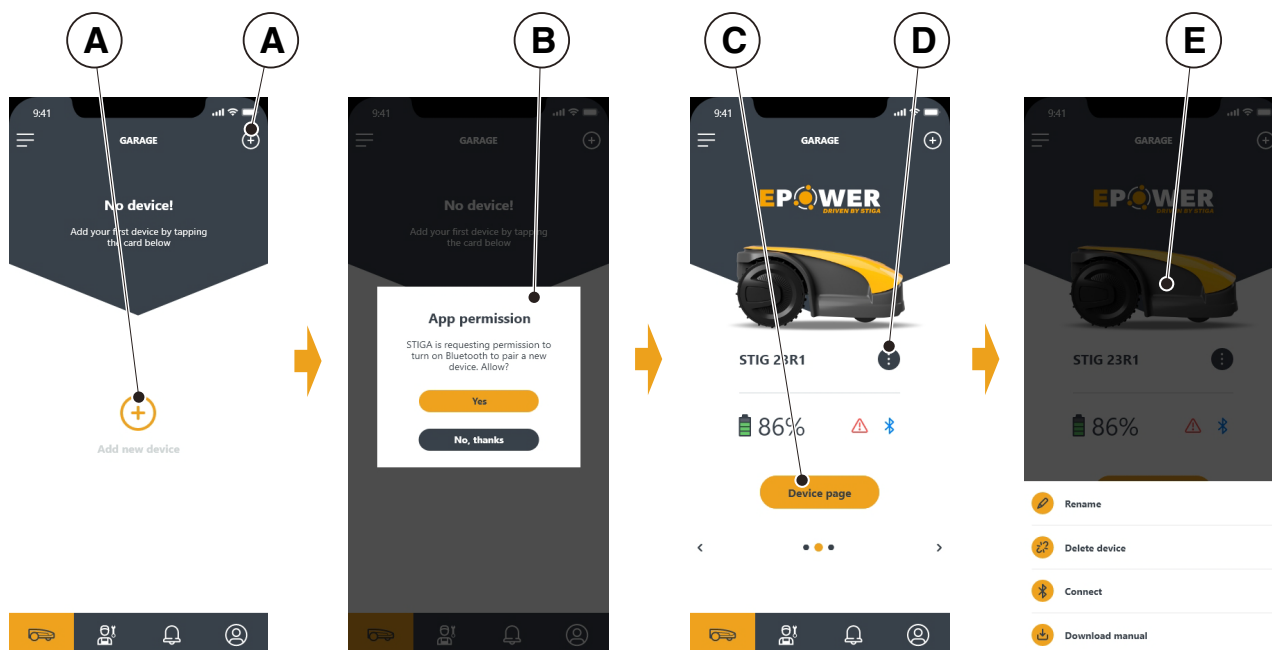 A
A
B
C
D
E
9:41
GARAGE
No device!
Add your first device by tapping
the card below
Add new device
9:41
GARAGE
No device!
Add your first device by tapping
the card below
App permission
STIGA is requesting permission to
turn on Bluetooth to pair a new
device. Allow?
Yes
No, thanks
9:41
GARAGE
EPOWER
DRIVEN BY STIGA
STIG 23R1
86%
Device page
9:41
GARAGE
EPOWER
DRIVEN BY STIGA
STIG 23R1
86%
Rename
Delete device
Connect
Download manual